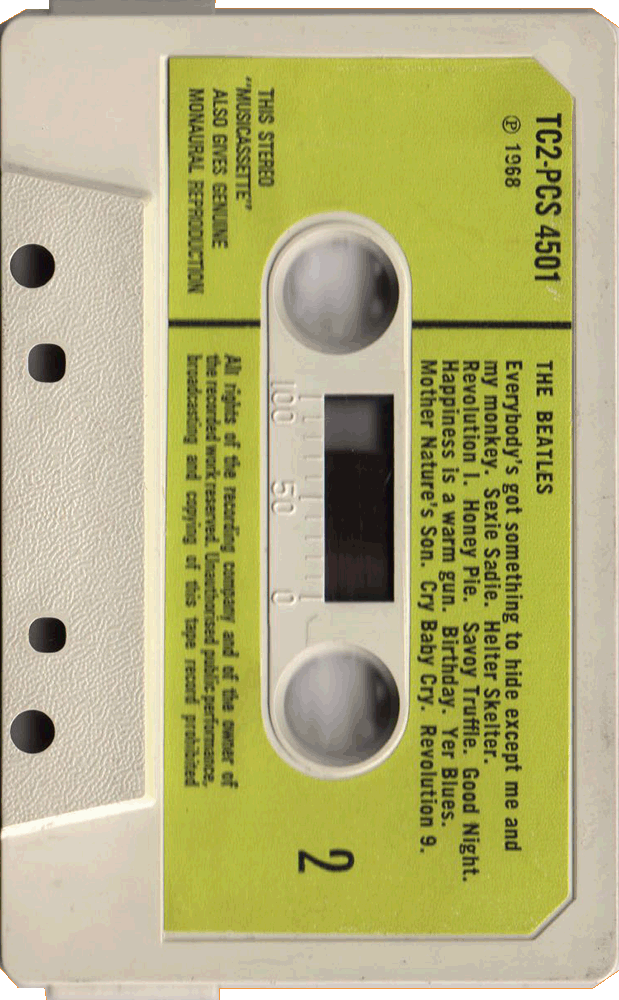 TC2-PCS 4501
Ⓟ 1968
THE BEATLES
Everybody's got something to hide except me and
my monkey. Sexie Sadie. Helter Skelter.
Revolution 1. Honey Pie. Savoy Truffle. Good Night.
Happiness is a warm gun. Birthday. Yer Blues.
Mother Nature's Son. Cry Baby Cry. Revolution 9.
100 50 0
2
THIS STEREO
"MUSICASSETTE"
ALSO GIVES GENUINE
MONAURAL REPRODUCTION
All rights of the recording company and of the owner of
the recorded work reserved. Unauthorised public performance,
broadcasting and copying of this tape record prohibited